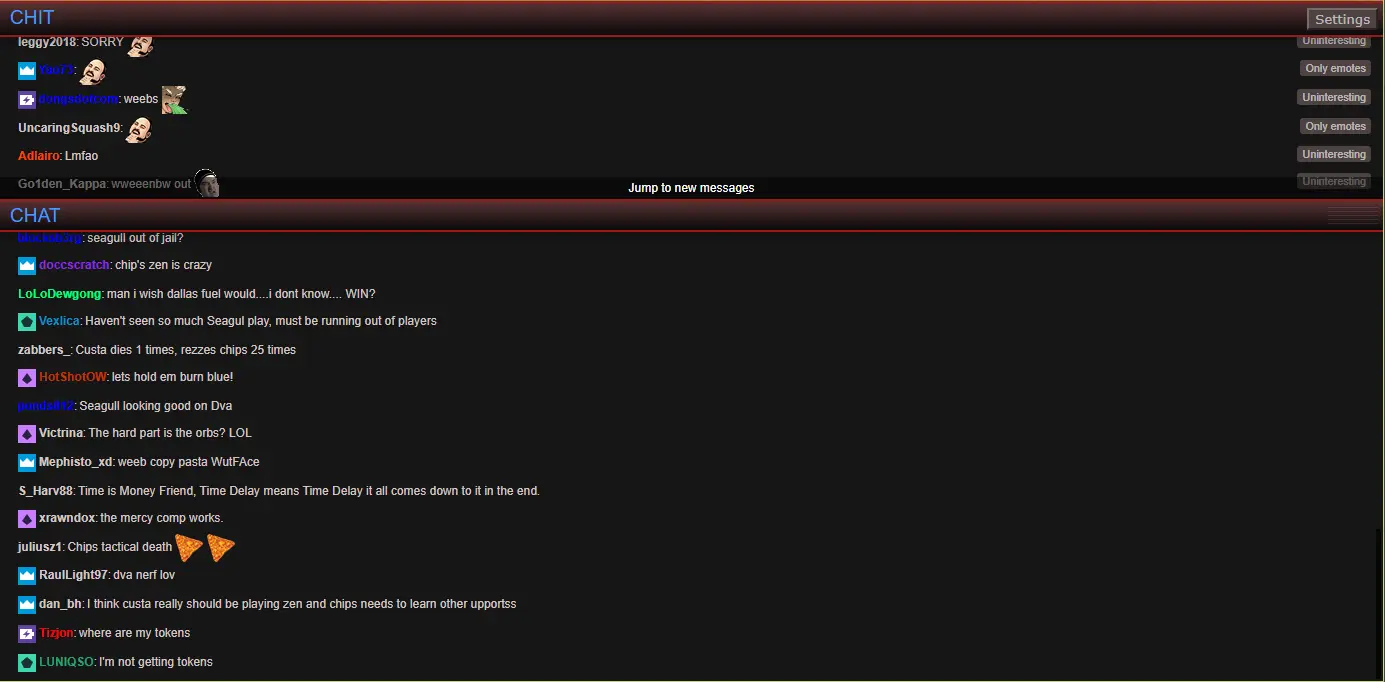 CHIT
Settings
leggy2018: SORRY
Uninteresting
Only emotes
dongsdotcom: weebs
Uninteresting
UncaringSquash9:
Only emotes
Adlairo: Lmfao
Uninteresting
Go1den_Kappa: wweeenbw out
Uninteresting
Jump to new messages
CHAT
: seagull out of jail?
doccscratch: chip's zen is crazy
LoLoDewgong: man i wish dallas fuel would....i dont know.... WIN?
Vexlica: Haven't seen so much Seagul play, must be running out of players
zabbers_: Custa dies 1 times, rezzes chips 25 times
HotShotOW: lets hold em burn blue!
: Seagull looking good on Dva
Victrina: The hard part is the orbs? LOL
Mephisto_xd: weeb copy pasta WutFAce
S_Harv88: Time is Money Friend, Time Delay means Time Delay it all comes down to it in the end.
xrawndox: the mercy comp works.
juliusz1: Chips tactical death
RaulLight97: dva nerf lov
dan_bh: I think custa really should be playing zen and chips needs to learn other upportss
Tizjon: where are my tokens
LUNIQSO: I'm not getting tokens